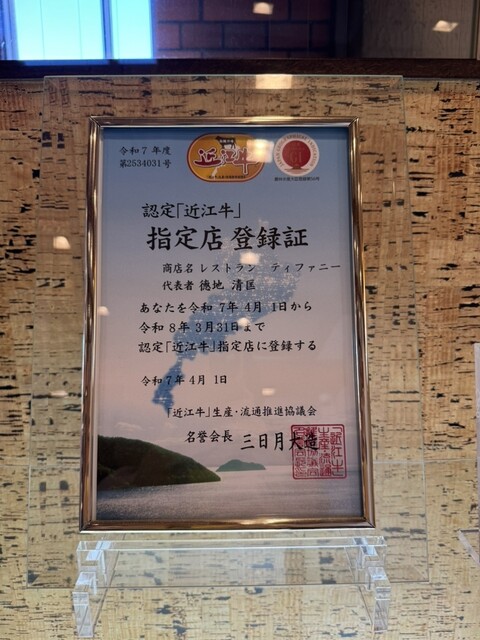 令和7年度
第2534031号
近江牛
認定「近江牛」
指定店 登録証
商店名 レストラン ティファニー
代表者 德地 清匡
あなたを令和 7年 4月 1日から
令和 8年 3月31日まで
認定「近江牛」指定店に登録する
令和7年 4月 1日
「近江牛」生産・流通推進協議会
名誉会長 三日月大造